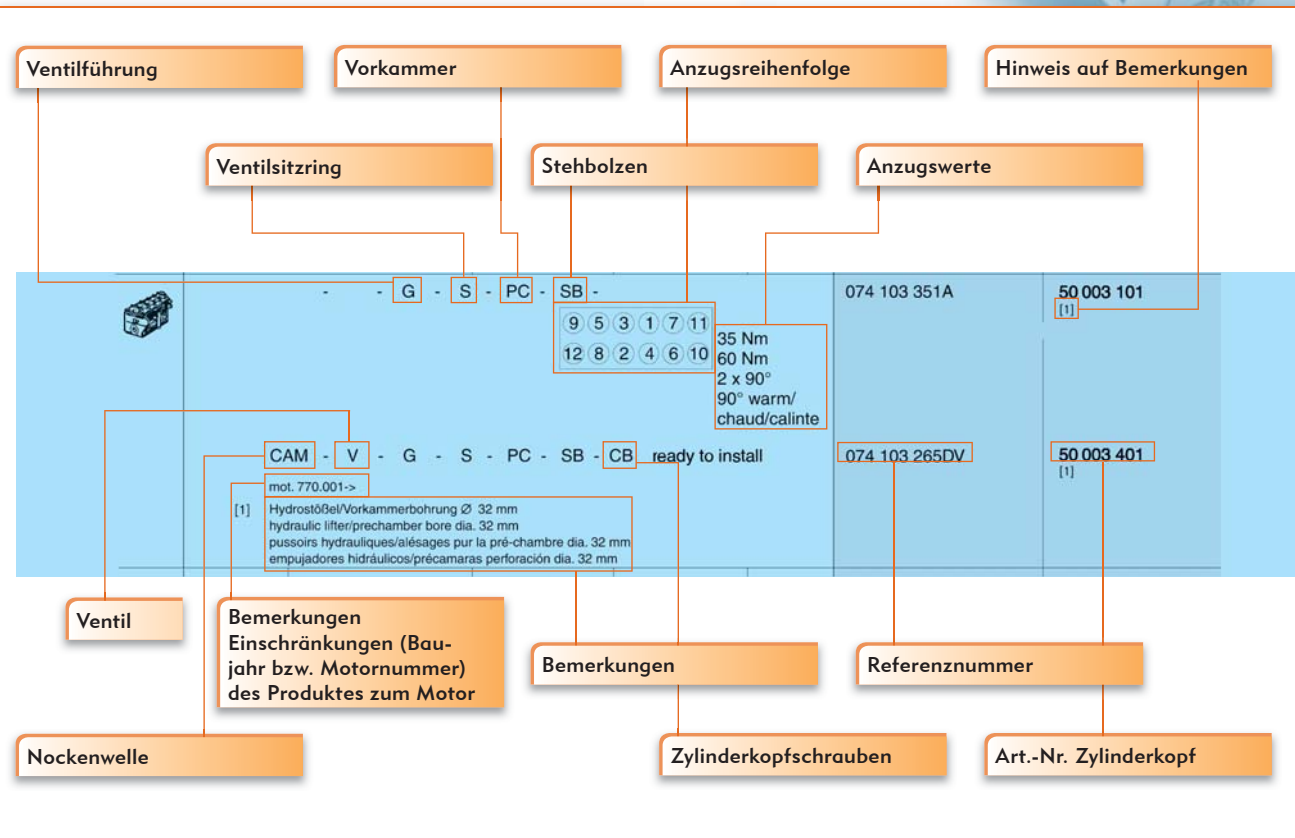 Ventilführung
Vorkammer
Anzugsreihenfolge
Hinweis auf Bemerkungen
Ventilsitzring
Stehbolzen
Anzugswerte
- - G - S - PC - SB - - 074 103 351A 50 003 101
[1]
9 5 3 1 7 11
12 8 2 4 6 10
35 Nm
60 Nm
2 x 90°
90° warm/
chaud/calinte
CAM - V - G - S - PC - SB - CB ready to install 074 103 265DV 50 003 401
[1]
mot. 770.001->
[1] Hydrostößel/Vorkammerbohrung Ø 32 mm
hydraulic lifter/prechamber bore dia. 32 mm
pussoirs hydrauliques/alésages pur la pré-chambre dia. 32 mm
empujadores hidráulicos/précamaras perforación dia. 32 mm
Ventil
Bemerkungen
Einschränkungen (Bau-
jahr bzw. Motornummer)
des Produktes zum Motor
Bemerkungen
Referenznummer
Nockenwelle
Zylinderkopfschrauben
Art.-Nr. Zylinderkopf